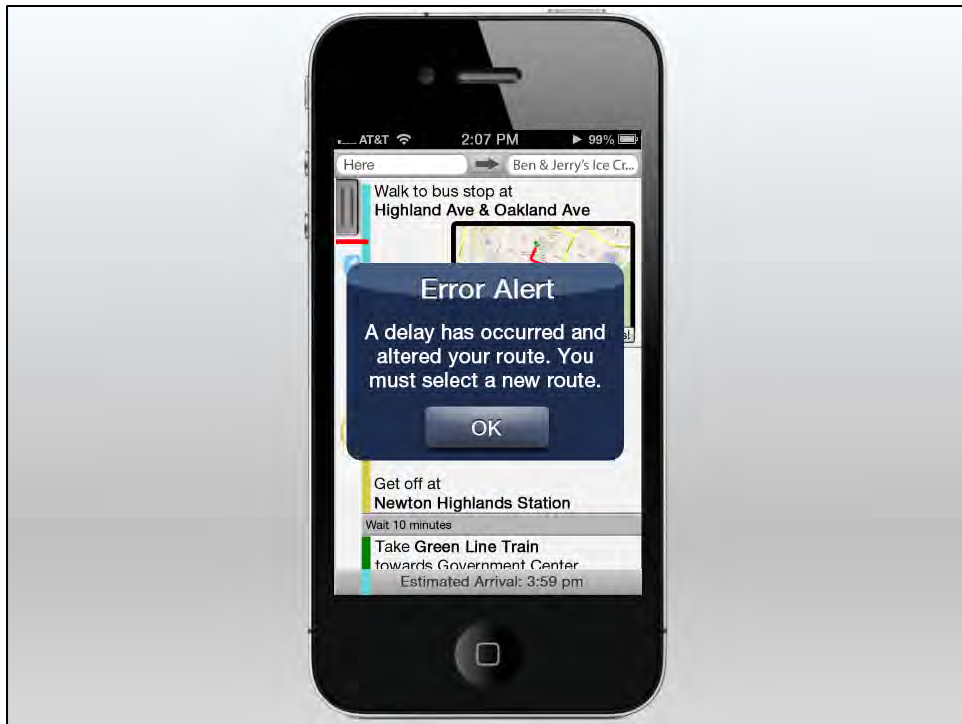 AT&T 2:07 PM 99%
Here Ben & Jerry's Ice Cr...
Walk to bus stop at
Highland Ave & Oakland Ave
Error Alert
A delay has occurred and
altered your route. You
must select a new route.
OK
Get off at
Newton Highlands Station
Wait 10 minutes
Take Green Line Train
towards Government Center
Estimated Arrival: 3:59 pm